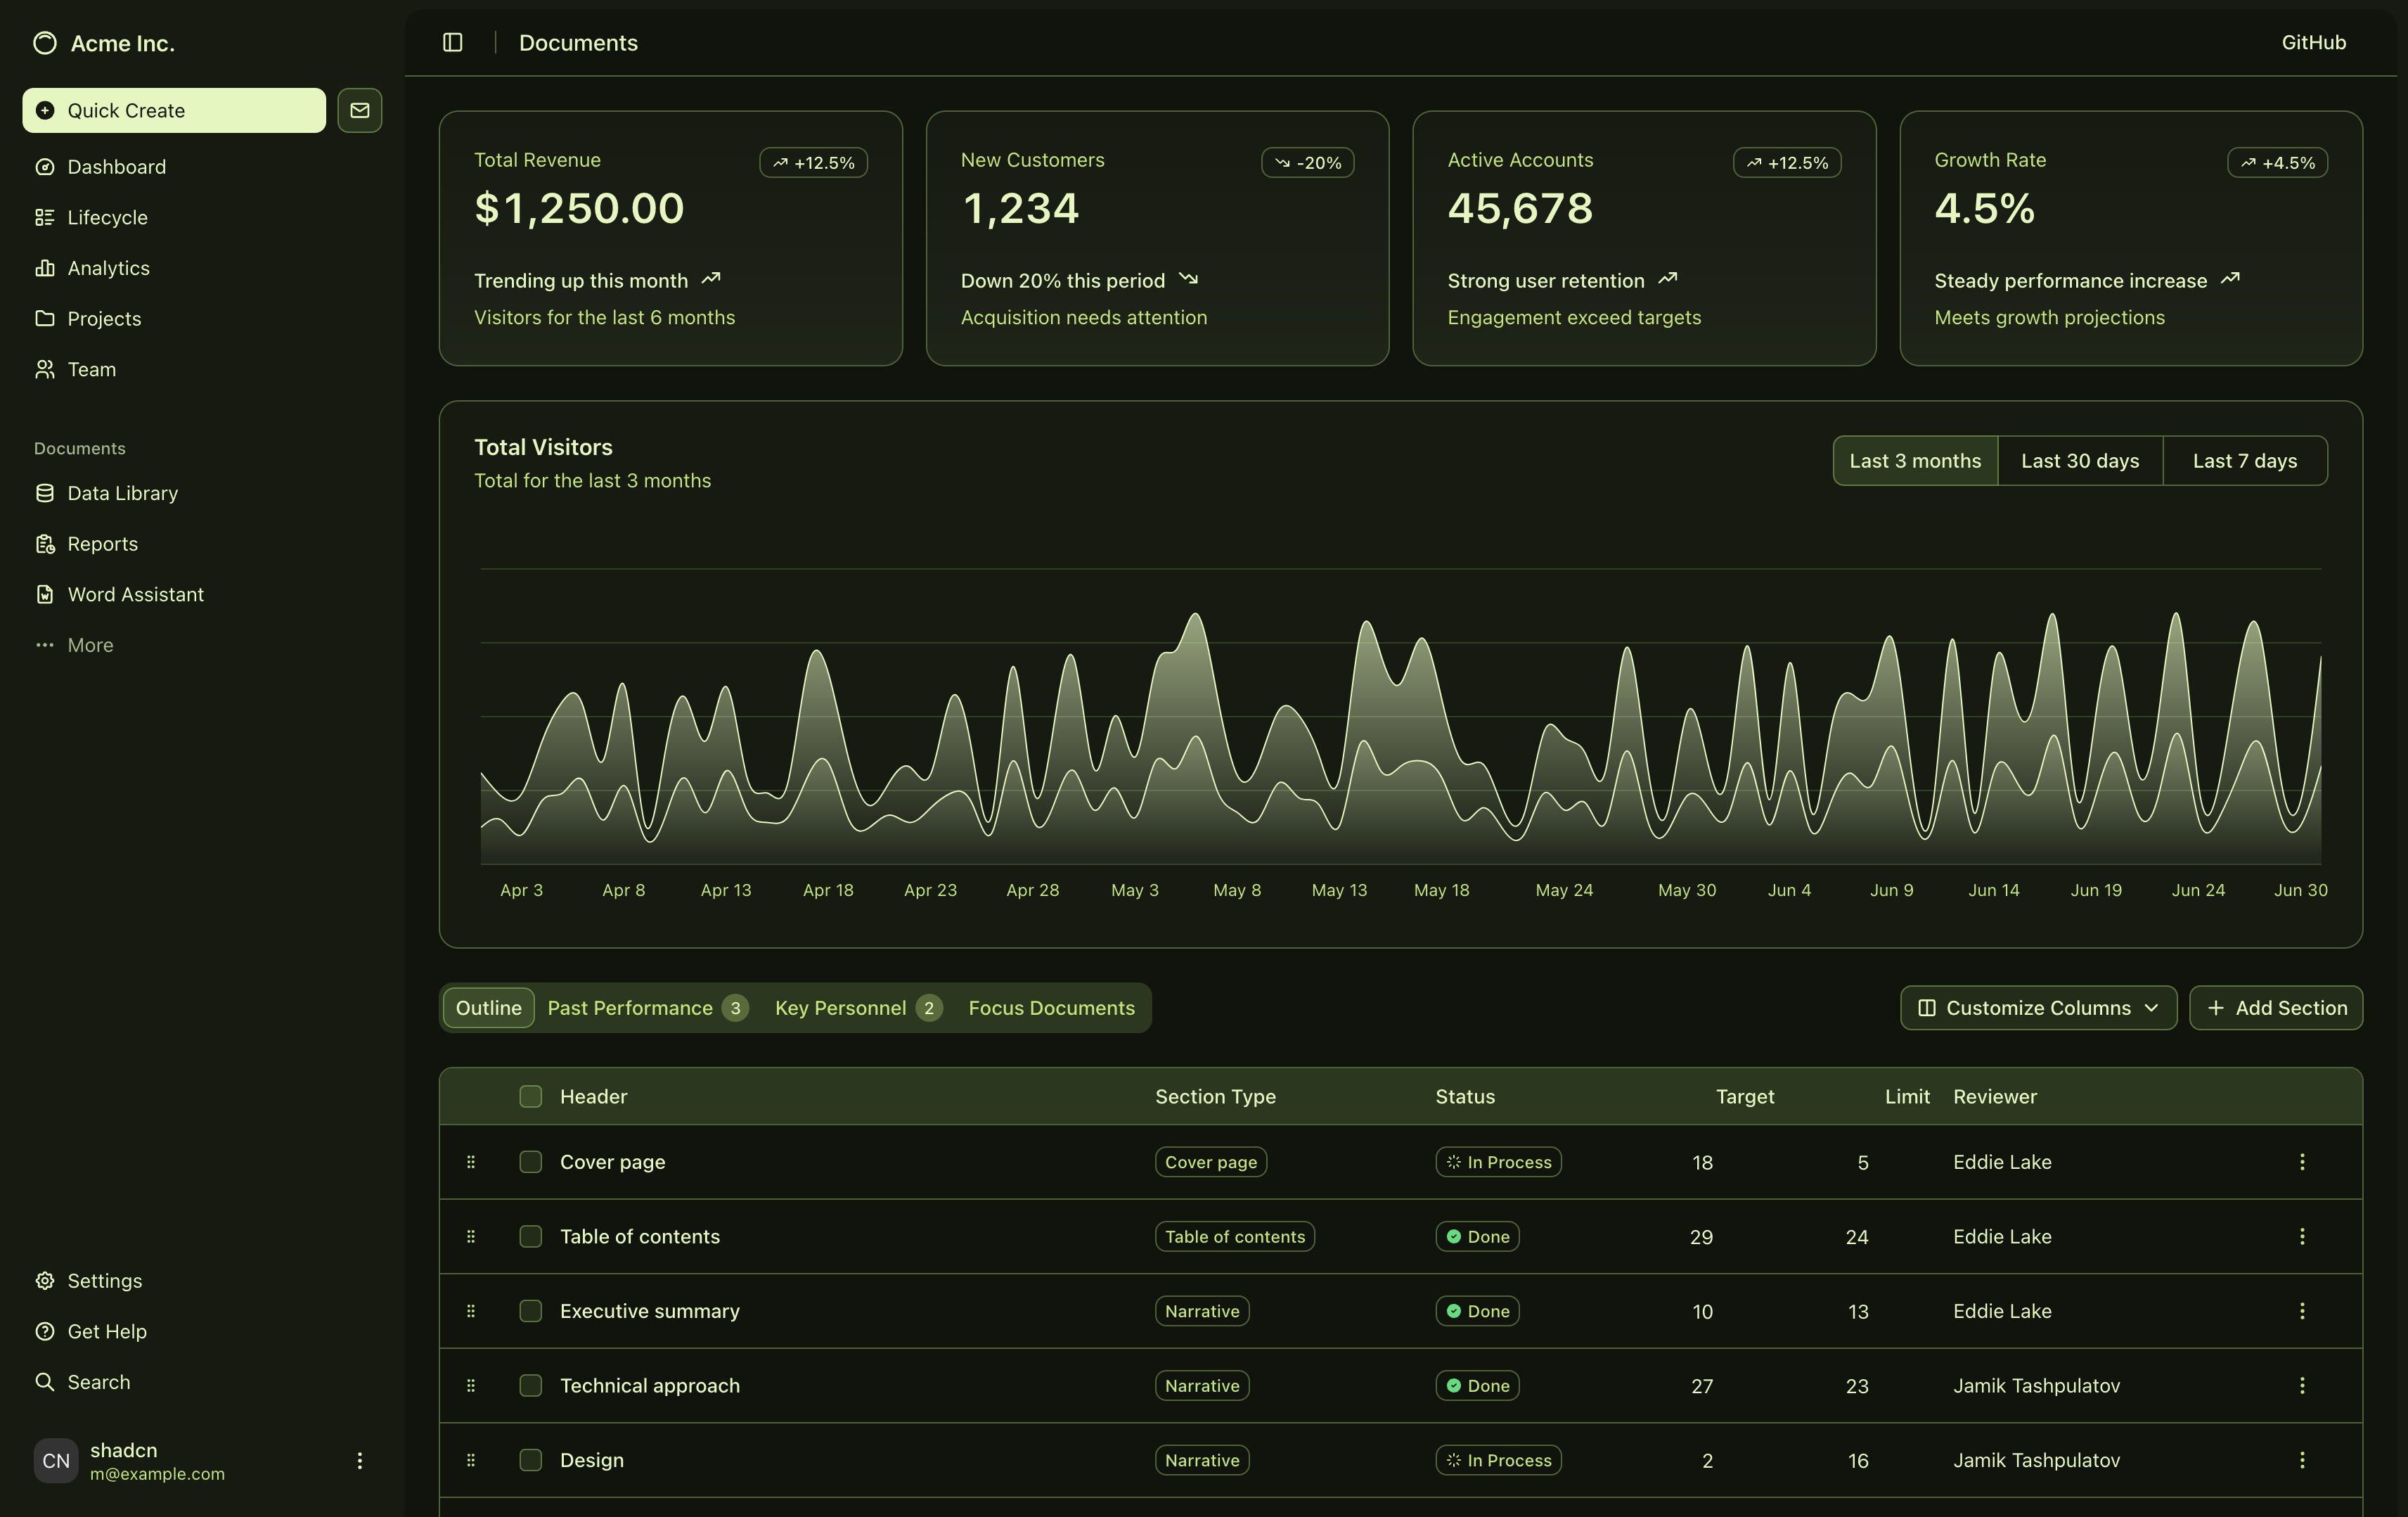 Acme Inc.
Quick Create
Dashboard
Lifecycle
Analytics
Projects
Team
Documents
Data Library
Reports
Word Assistant
More
Settings
Get Help
Search
CN
shadcn
m@example.com
Documents
GitHub
Total Revenue
+12.5%
$1,250.00
Trending up this month
Visitors for the last 6 months
New Customers
-20%
1,234
Down 20% this period
Acquisition needs attention
Active Accounts
+12.5%
45,678
Strong user retention
Engagement exceed targets
Growth Rate
+4.5%
4.5%
Steady performance increase
Meets growth projections
Total Visitors
Total for the last 3 months
Last 3 months Last 30 days Last 7 days
Apr 3 Apr 8 Apr 13 Apr 18 Apr 23 Apr 28 May 3 May 8 May 13 May 18 May 24 May 30 Jun 4 Jun 9 Jun 14 Jun 19 Jun 24 Jun 30
Outline Past Performance 3 Key Personnel 2 Focus Documents
Customize Columns Add Section
Header Section Type Status Target Limit Reviewer
Cover page Cover page In Process 18 5 Eddie Lake
Table of contents Table of contents Done 29 24 Eddie Lake
Executive summary Narrative Done 10 13 Eddie Lake
Technical approach Narrative Done 27 23 Jamik Tashpulatov
Design Narrative In Process 2 16 Jamik Tashpulatov